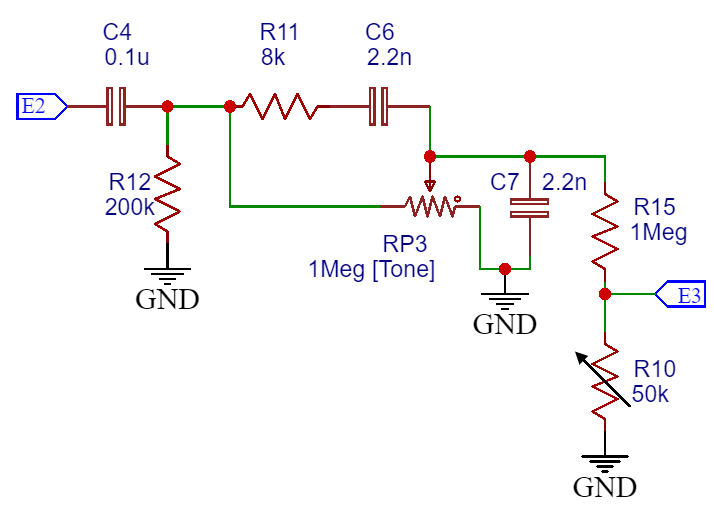 C4
0.1u
R11
8k
C6
2.2n
E2
R12
200k
C7 2.2n
RP3
1Meg [Tone]
R15
1Meg
E3
GND
GND
R10
50k
GND